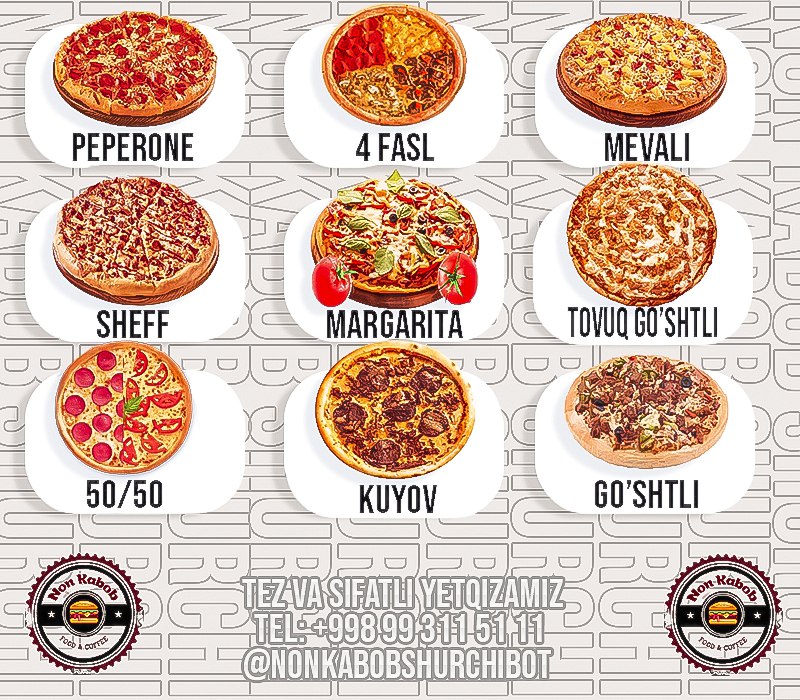 PEPERONE
4 FASL
MEVALI
SHEFF
MARGARITA
TOVUQ GO'SHTLI
50/50
KUYOV
GO'SHTLI
Non Kabob
FOOD & COFFEE
TEZ VA SIFATLI YETQIZAMIZ
TEL: +998 99 311 51 11
@NONKABOBSHURCHIBOT
Non Kabob
FOOD & COFFEE